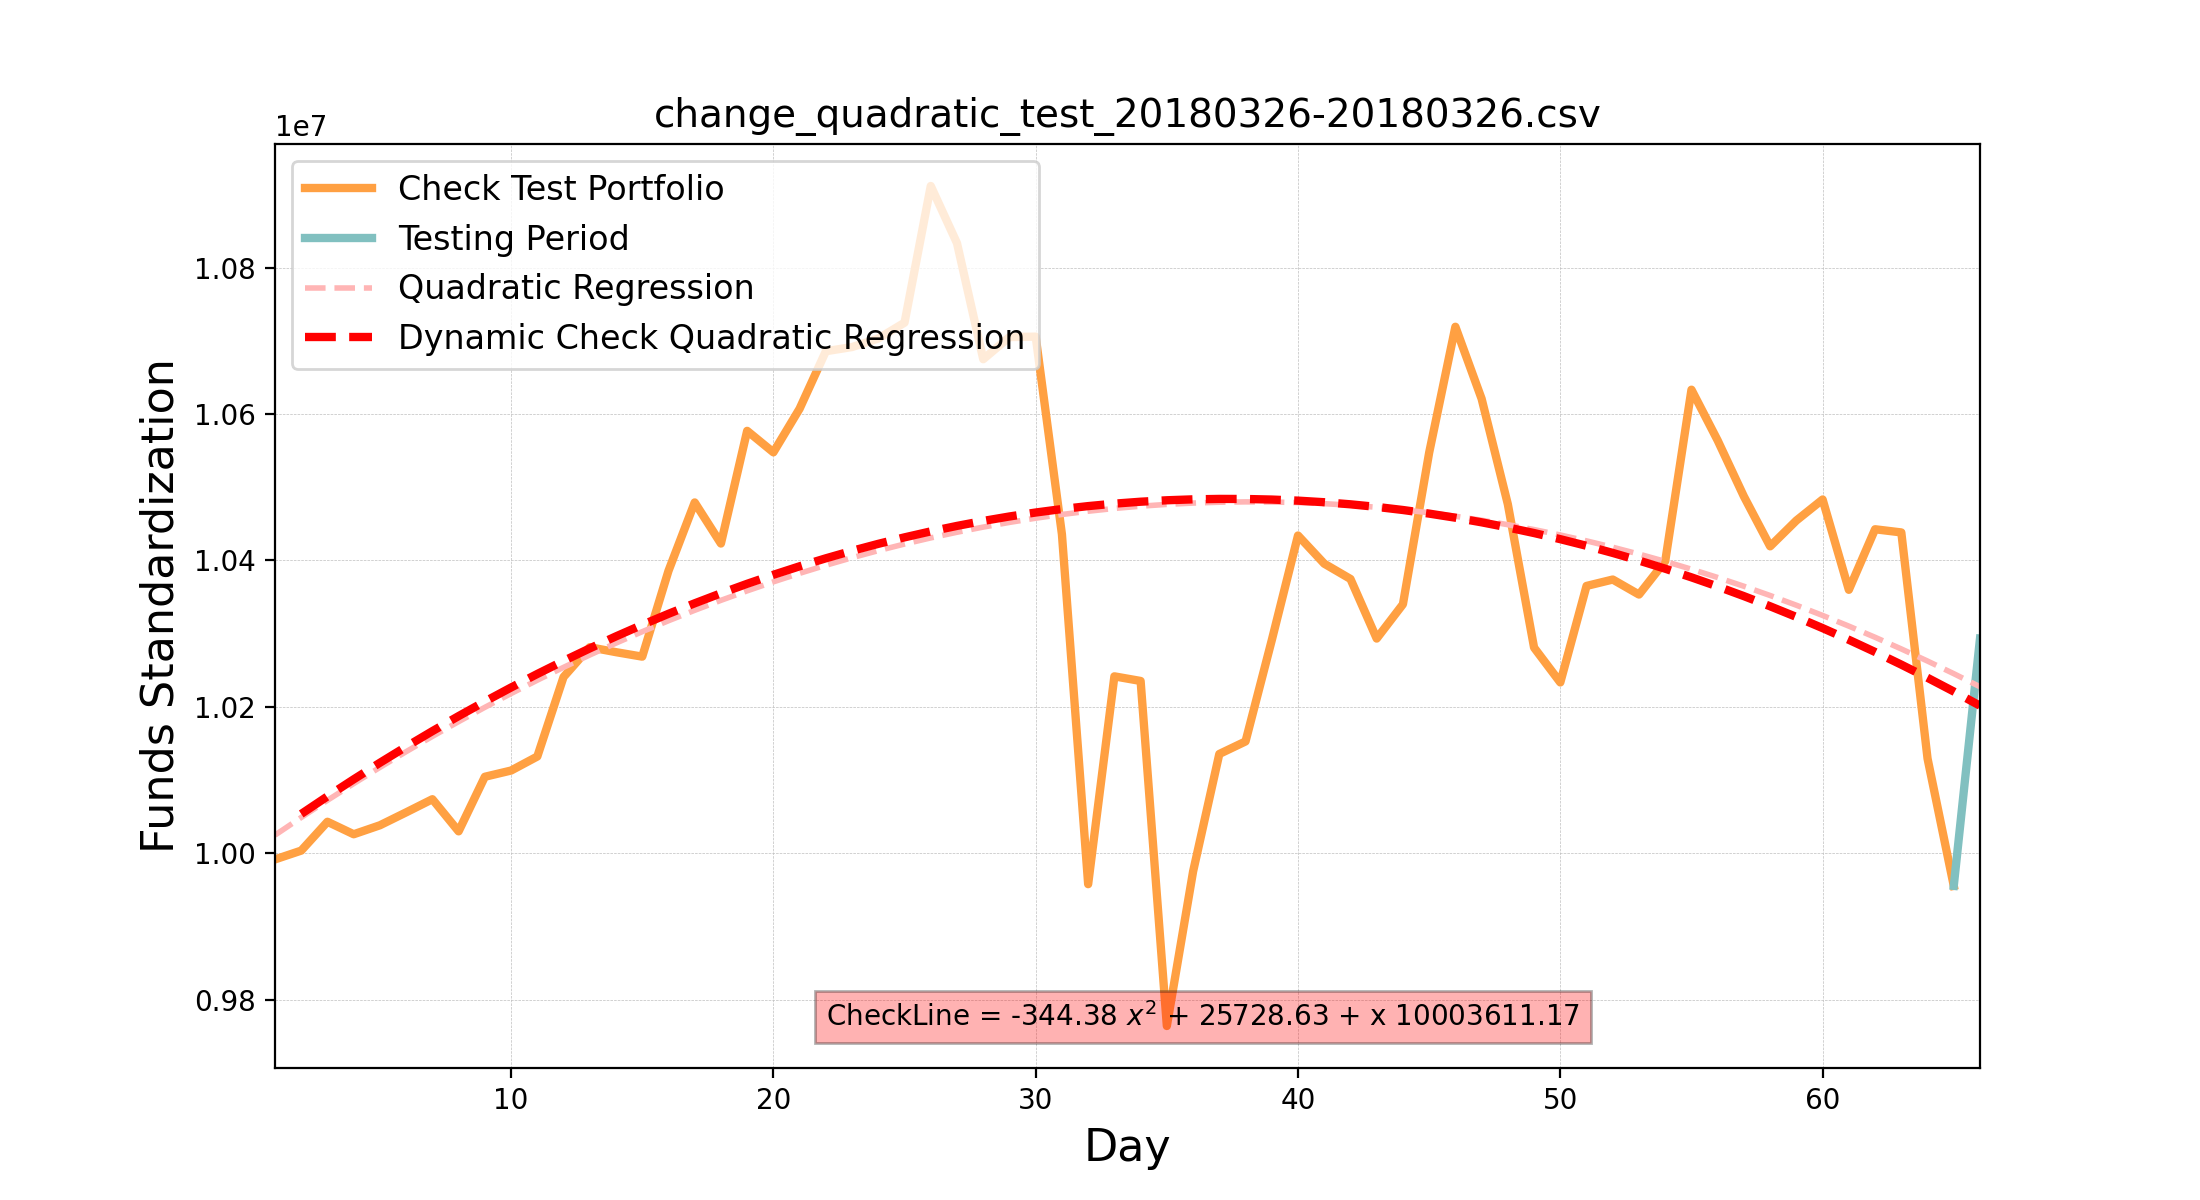 change_quadratic_test_20180326-20180326.csv
1e7
Check Test Portfolio
Testing Period
Quadratic Regression
Dynamic Check Quadratic Regression
1.08
1.06
1.04
1.02
1.00
0.98
Funds Standardization
CheckLine = -344.38 x² + 25728.63 + x 10003611.17
10 20 30 40 50 60
Day